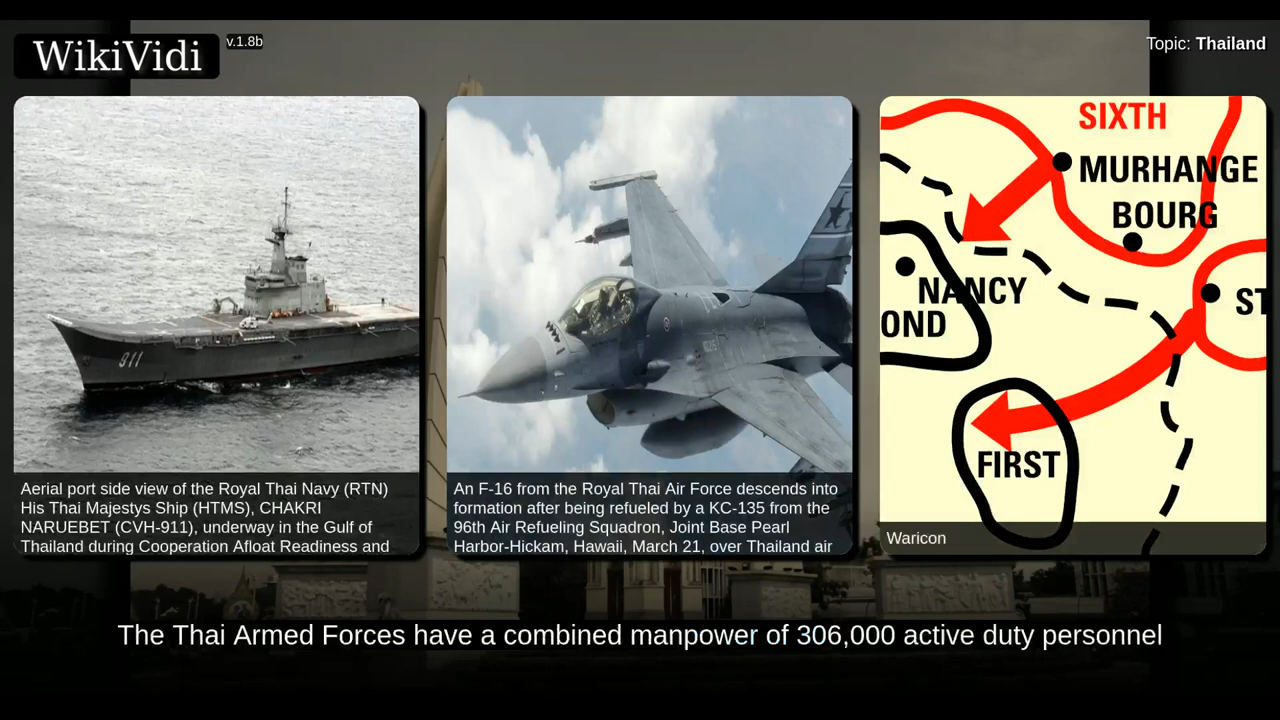 WikiVidi
v.1.8b
Topic: Thailand
911
Aerial port side view of the Royal Thai Navy (RTN)
His Thai Majestys Ship (HTMS), CHAKRI
NARUEBET (CVH-911), underway in the Gulf of
Thailand during Cooperation Afloat Readiness and
An F-16 from the Royal Thai Air Force descends into
formation after being refueled by a KC-135 from the
96th Air Refueling Squadron, Joint Base Pearl
Harbor-Hickam, Hawaii, March 21, over Thailand air
SIXTH
MURHANGE
BOURG
NANCY
OND
ST
FIRST
Waricon
The Thai Armed Forces have a combined manpower of 306,000 active duty personnel